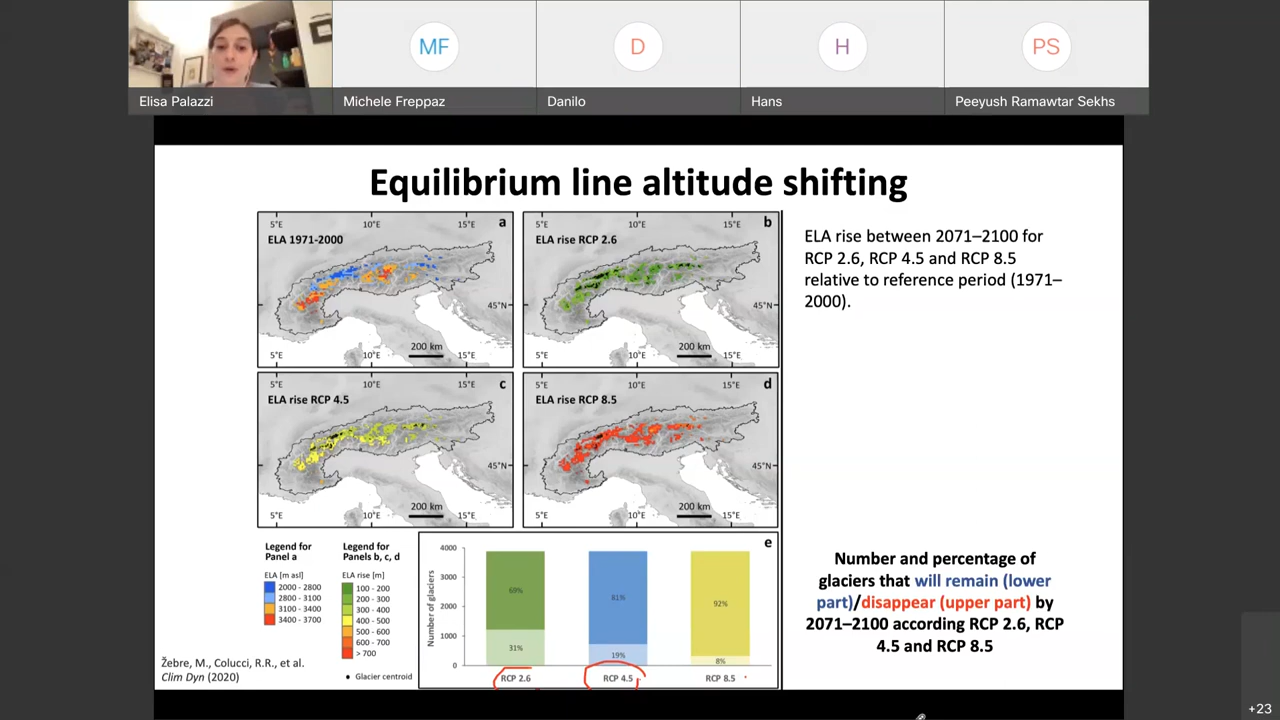 MF
D
H
PS
Elisa Palazzi
Michele Freppaz
Danilo
Hans
Peeyush Ramawtar Sekhs
Equilibrium line altitude shifting
5°E
10°E
15°E
a
ELA 1971-2000
45°N
200 km
5°E
10°E
15°E
5°E
10°E
15°E
b
ELA rise RCP 2.6
45°N
200 km
5°E
10°E
15°E
ELA rise between 2071–2100 for
RCP 2.6, RCP 4.5 and RCP 8.5
relative to reference period (1971–
2000).
5°E
10°E
15°E
c
ELA rise RCP 4.5
45°N
200 km
5°E
10°E
15°E
5°E
10°E
15°E
d
ELA rise RCP 8.5
45°N
200 km
5°E
10°E
15°E
Legend for
Panel a
ELA [m asl]
2000 - 2800
2800 - 3100
3100 - 3400
3400 - 3700
Legend for
Panels b, c, d
ELA rise [m]
100 - 200
200 - 300
300 - 400
400 - 500
500 - 600
600 - 700
> 700
Glacier centroid
e
Number of glaciers
4000
3000
2000
1000
0
69%
31%
81%
19%
92%
8%
RCP 2.6
RCP 4.5
RCP 8.5
Number and percentage of
glaciers that will remain (lower
part)/disappear (upper part) by
2071–2100 according RCP 2.6, RCP
4.5 and RCP 8.5
Žebre, M., Colucci, R.R., et al.
Clim Dyn (2020)
+23